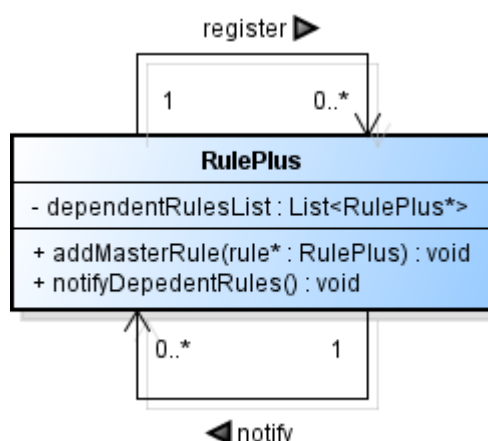 register
1 0..*
RulePlus
- dependentRulesList : List<RulePlus*>
+ addMasterRule(rule* : RulePlus) : void
+ notifyDepedentRules() : void
0..* 1
notify